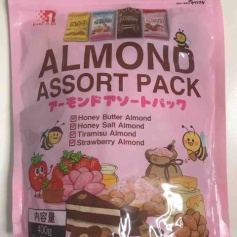 ALMOND
ASSORT PACK
アーモンドアソートパック
Honey Butter Almond
Honey Salt Almond
Tiramisu Almond
Strawberry Almond
内容量
400g